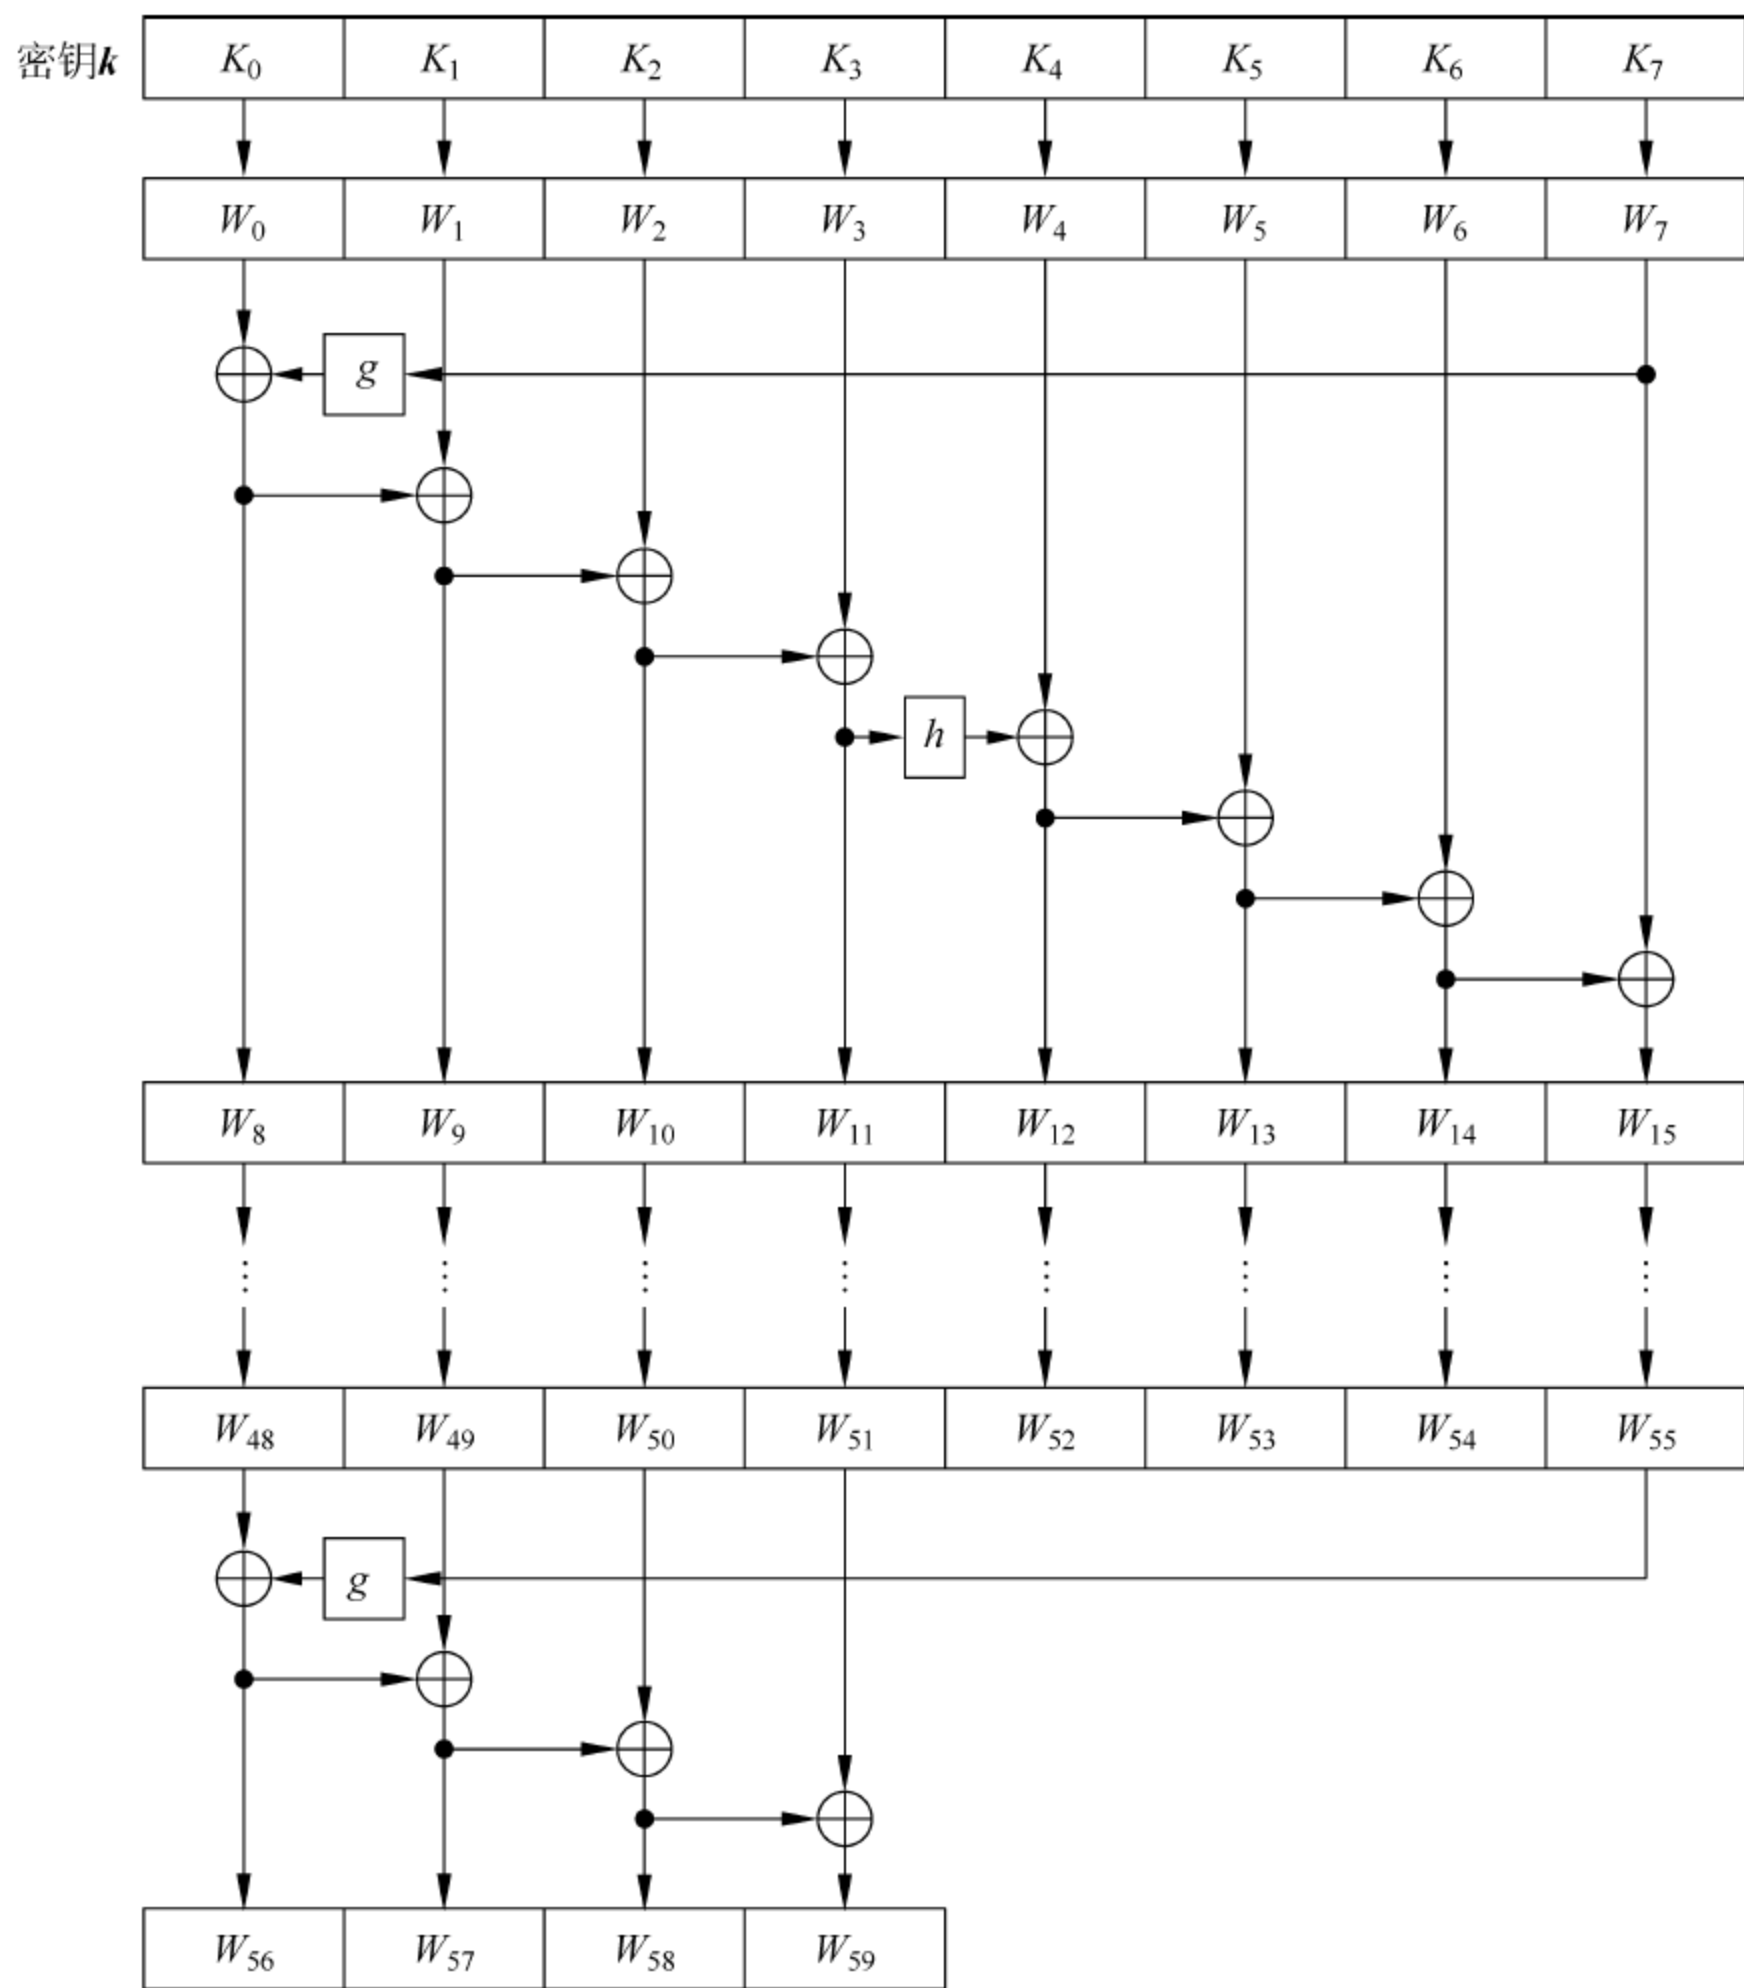 密钥k K₀ K₁ K₂ K₃ K₄ K₅ K₆ K₇
W₀ W₁ W₂ W₃ W₄ W₅ W₆ W₇
g
h
W₈ W₉ W₁₀ W₁₁ W₁₂ W₁₃ W₁₄ W₁₅
W₄₈ W₄₉ W₅₀ W₅₁ W₅₂ W₅₃ W₅₄ W₅₅
g
W₅₆ W₅₇ W₅₈ W₅₉